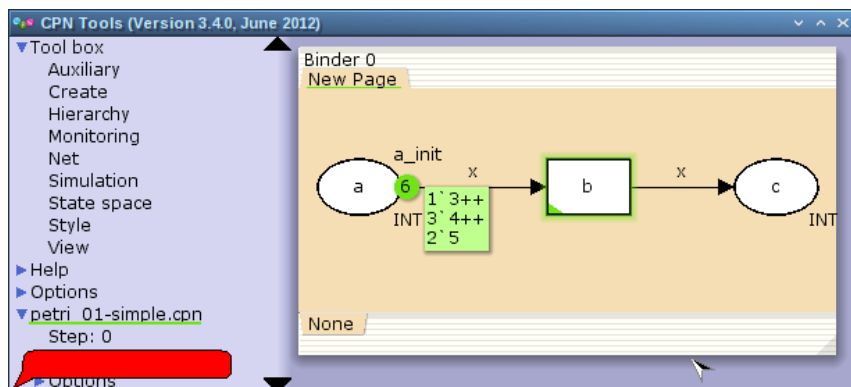 CPN Tools (Version 3.4.0, June 2012)
Tool box
Auxiliary
Create
Hierarchy
Monitoring
Net
Simulation
State space
Style
View
Help
Options
petri_01-simple.cpn
Step: 0
Options
Binder 0
New Page
a_init
a
6
x
b
x
c
INT
1`3++
3`4++
2`5
INT
None